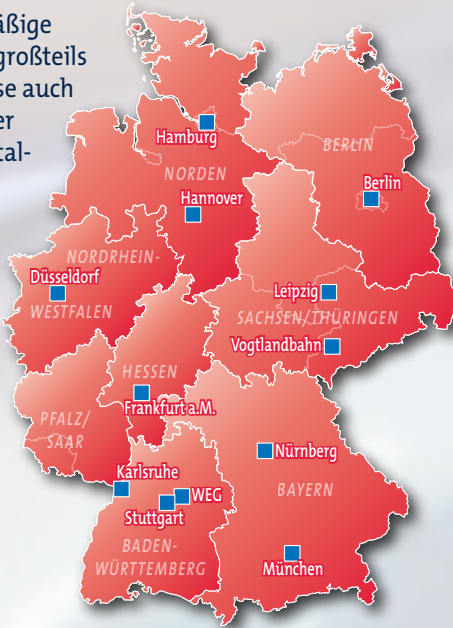 äßige
großteils
se auch
er
tal-
Hamburg
BERLIN
NORDEN
Berlin
Hannover
NORDRHEIN-
Düsseldorf
WESTFALEN
Leipzig
SACHSEN/THÜRINGEN
Vogtlandbahn
HESSEN
Frankfurt a.M.
PFALZ/
SAAR
Nürnberg
Karlsruhe
WEG
BAYERN
Stuttgart
BADEN-
WÜRTTEMBERG
München